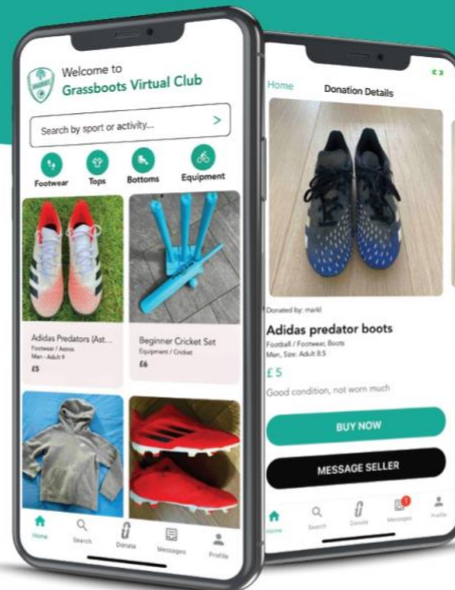 Welcome to
Grassboots Virtual Club
Search by sport or activity...
>
Footwear
Tops
Bottoms
Equipment
Adidas Predators (Ast...
Footwear / Astros
Men - Adult 9
£5
Beginner Cricket Set
Equipment / Cricket
£6
Home
Search
Donate
Messages
Profile
Home
Donation Details
Donated by: markl
Adidas predator boots
Football / Footwear, Boots
Men, Size: Adult 8.5
£5
Good condition, not worn much
BUY NOW
MESSAGE SELLER
Home
Search
Donate
Messages
Profile